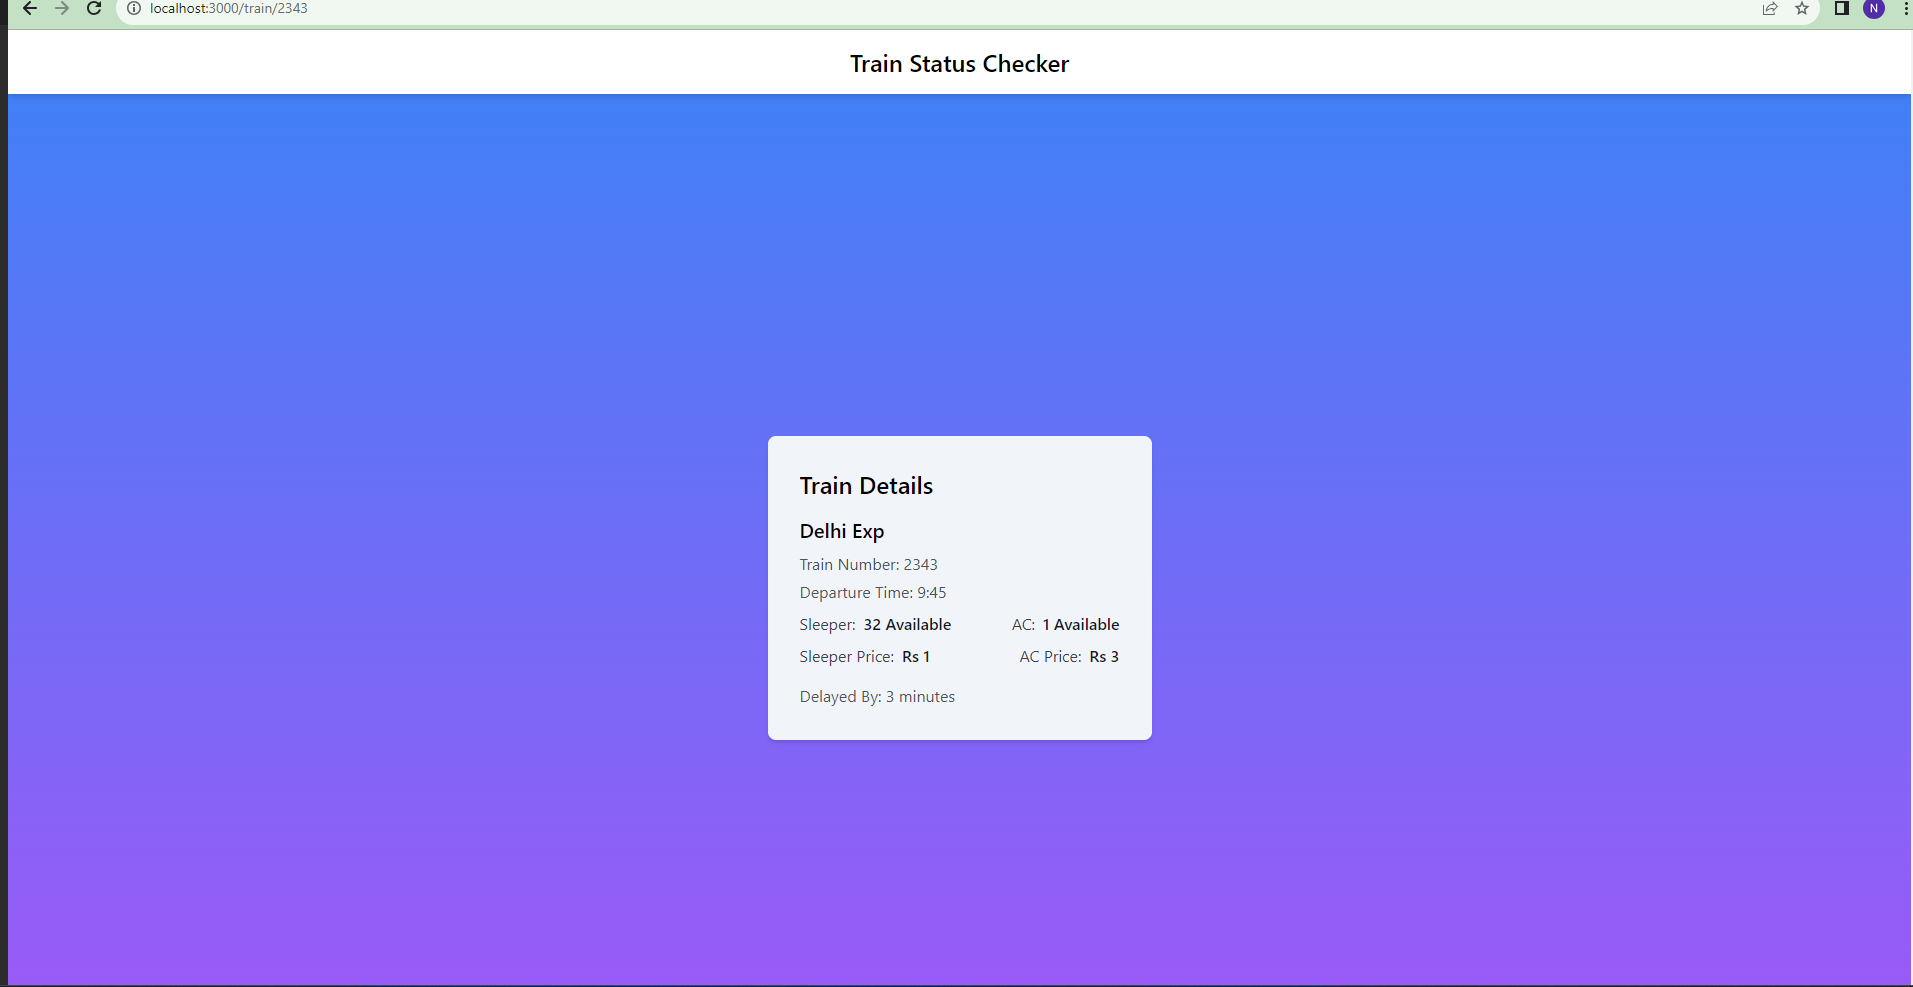 localhost:3000/train/2343
N
Train Status Checker
Train Details
Delhi Exp
Train Number: 2343
Departure Time: 9:45
Sleeper: 32 Available AC: 1 Available
Sleeper Price: Rs 1 AC Price: Rs 3
Delayed By: 3 minutes